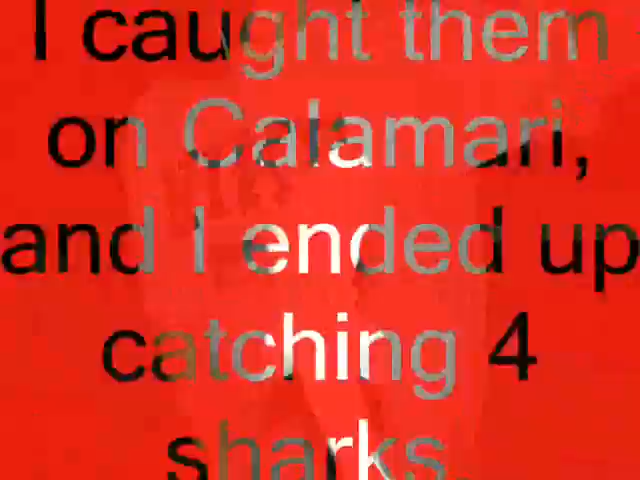 I caught them
on Calamari,
and I ended up
catching 4
sharks.